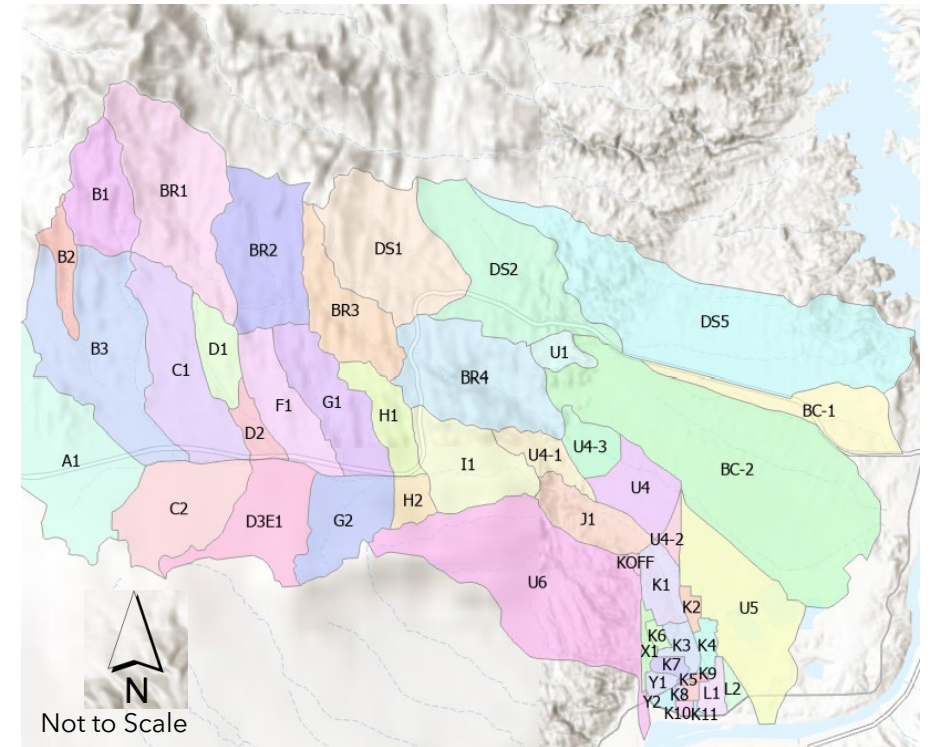 B1
BR1
B2
BR2
DS1
DS2
BR3
DS5
B3
D1
C1
U1
BR4
F1
G1
H1
BC-1
D2
A1
I1
U4-1
U4-3
BC-2
U4
C2
D3E1
G2
H2
J1
U4-2
KOFF
U6
K1
K2
U5
K6
X1
K3
K4
K7
Y1
K5
K9
Y2
K8
L1
L2
K10
K11
N
Not to Scale